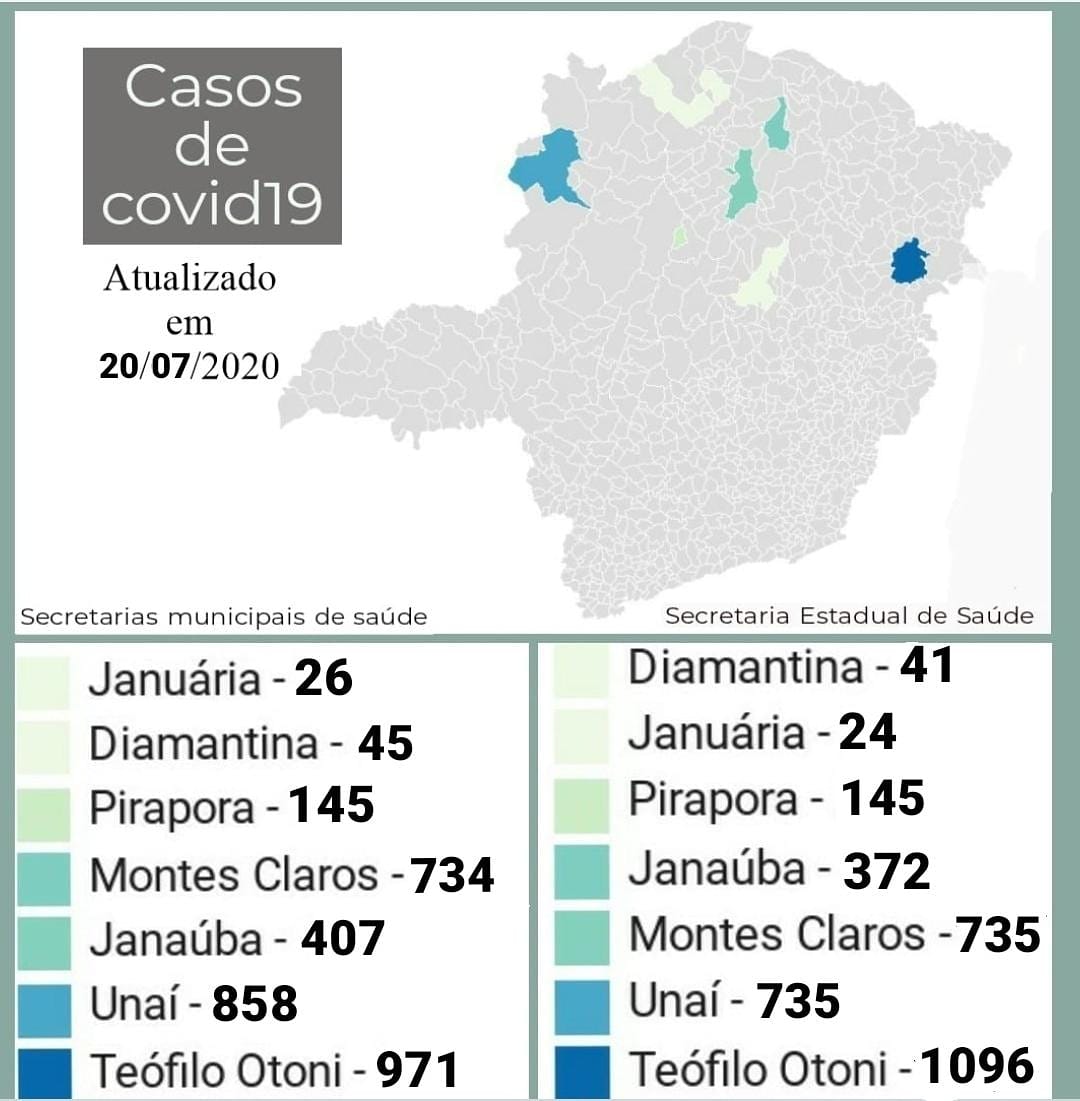 Casos
de
covid19
Atualizado
em
20/07/2020
Secretarias municipais de saúde
Secretaria Estadual de Saúde
Januária - 26
Diamantina - 45
Pirapora - 145
Montes Claros - 734
Janaúba - 407
Unaí - 858
Teófilo Otoni - 971
Diamantina - 41
Januária - 24
Pirapora - 145
Janaúba - 372
Montes Claros - 735
Unaí - 735
Teófilo Otoni - 1096